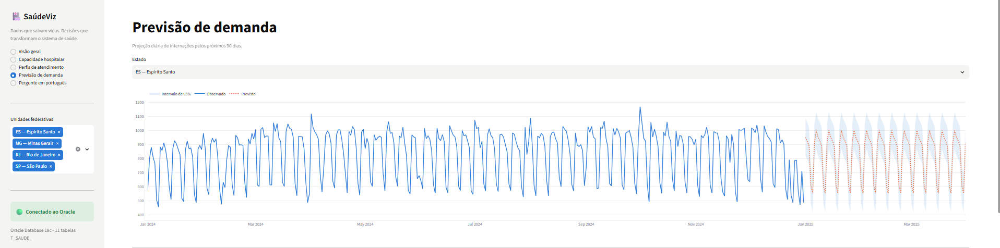 SaúdeViz
Dados que salvam vidas. Decisões que
transformam o sistema de saúde.
Visão geral
Capacidade hospitalar
Perfis de atendimento
Previsão de demanda
Pergunte em português
Unidades federativas
ES — Espírito Santo ×
MG — Minas Gerais ×
RJ — Rio de Janeiro ×
SP — São Paulo ×
Conectado ao Oracle
Oracle Database 19c · 11 tabelas
T_SAUDE_
Previsão de demanda
Projeção diária de internações pelos próximos 90 dias.
Estado
ES — Espírito Santo
Intervalo de 95% Observado Previsto
1200
1100
1000
900
800
700
600
500
400
Jan 2024 Mar 2024 May 2024 Jul 2024 Sep 2024 Nov 2024 Jan 2025 Mar 2025